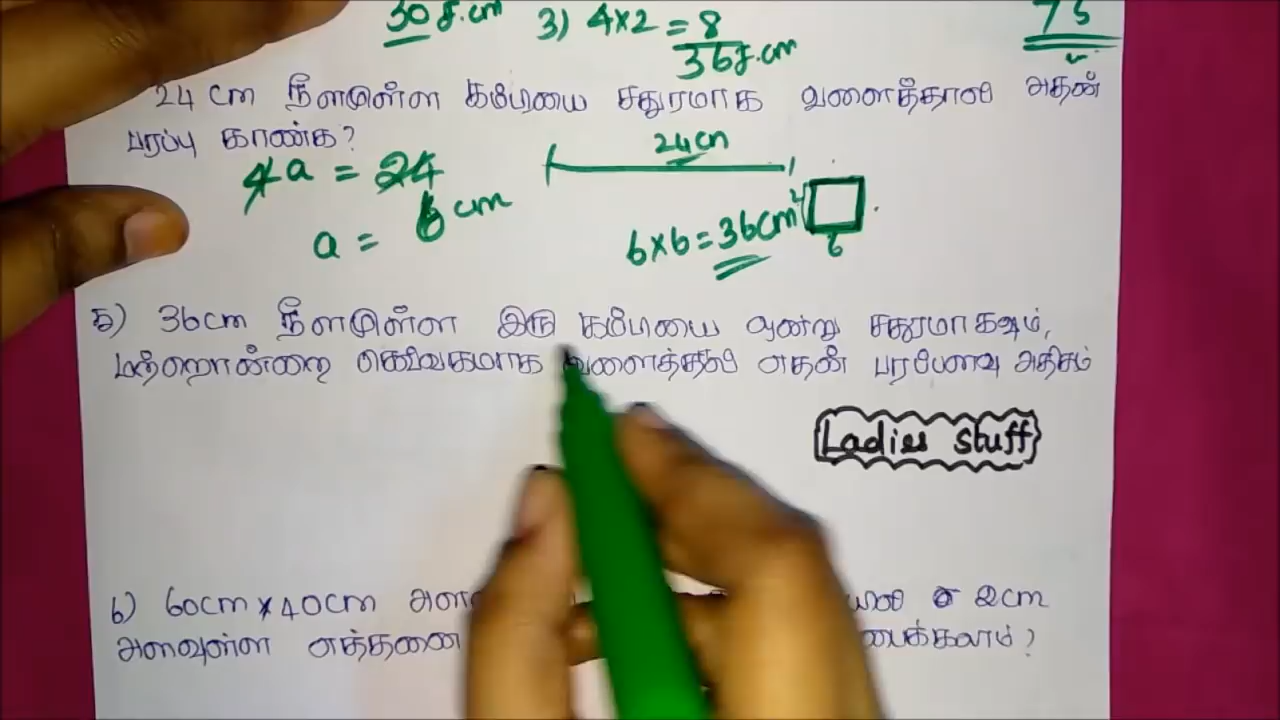 30 ச.cm 3) 4×2 = 8 75
36ச.cm
24 cm நீளமுள்ள கம்பியை சதுரமாக வளைத்தால் அதன்
பரப்பு காண்க?
4a = 24 24cm
a = 6 cm 6×6=36cm² 6
5) 36cm நீளமுள்ள இரு கம்பியை ஒன்று சதுரமாகவும்,
மற்றொன்றை செவ்வகமாக வளைத்தால் எதன் பரப்பளவு அதிகம்
Ladies stuff
6) 60cm × 40cm 2cm
அளவுள்ள எத்தனை